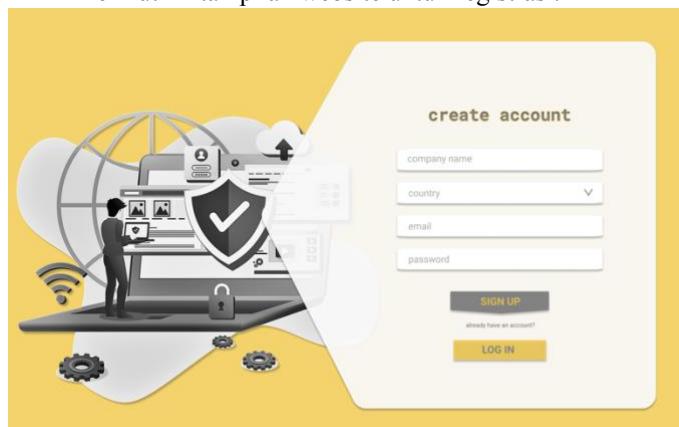 create account
company name
country
email
password
SIGN UP
already have an account?
LOG IN